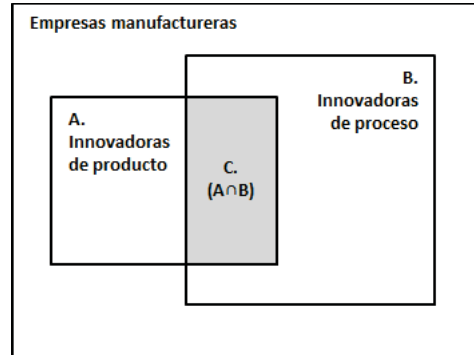 Empresas manufactureras
A.
Innovadoras
de producto
B.
Innovadoras
de proceso
C.
(A∩B)